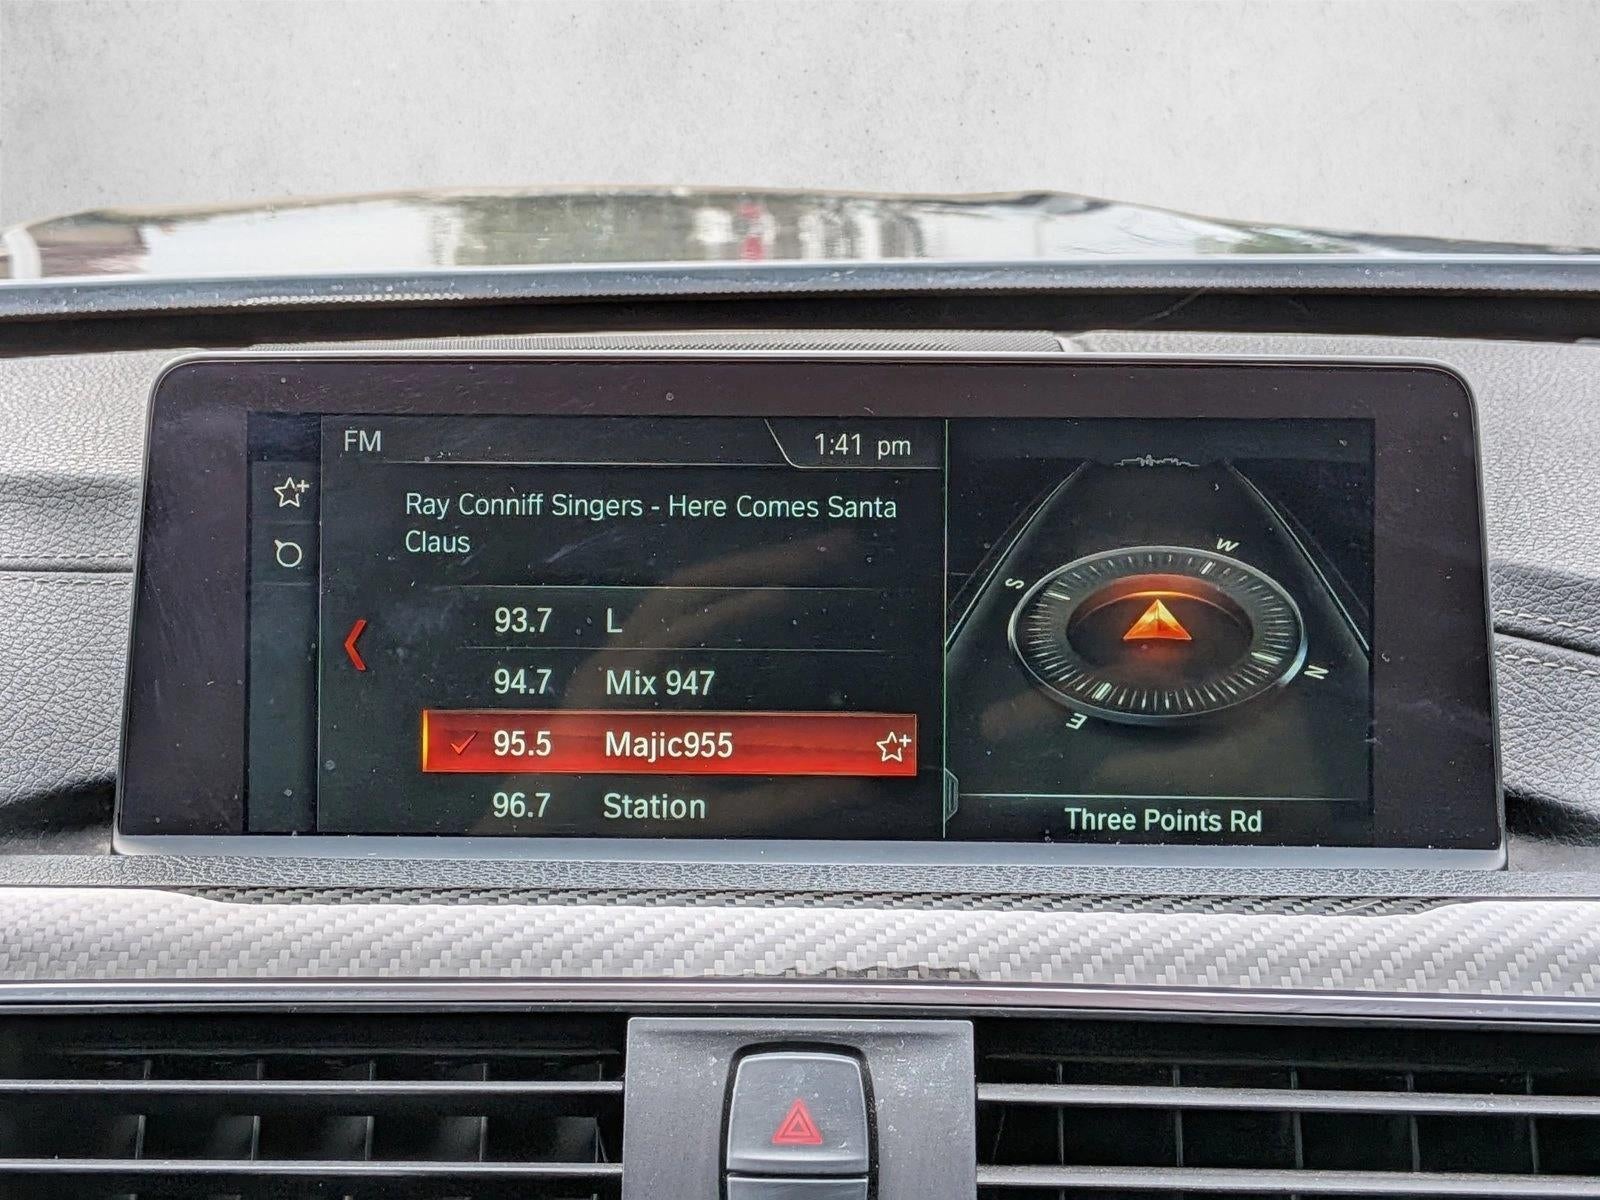 FM
1:41 pm
Ray Conniff Singers - Here Comes Santa
Claus
93.7 L
94.7 Mix 947
95.5 Majic955
96.7 Station
W
S
N
E
Three Points Rd